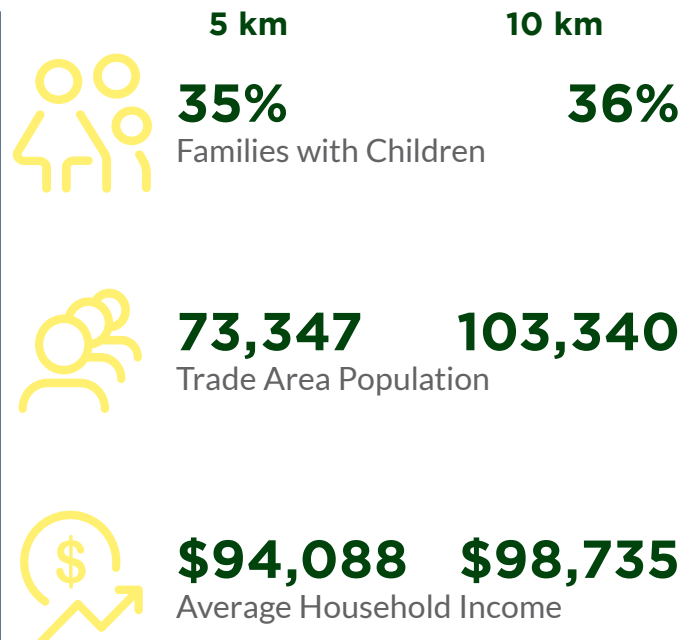 5 km 10 km
35% 36%
Families with Children
73,347 103,340
Trade Area Population
$
$94,088 $98,735
Average Household Income